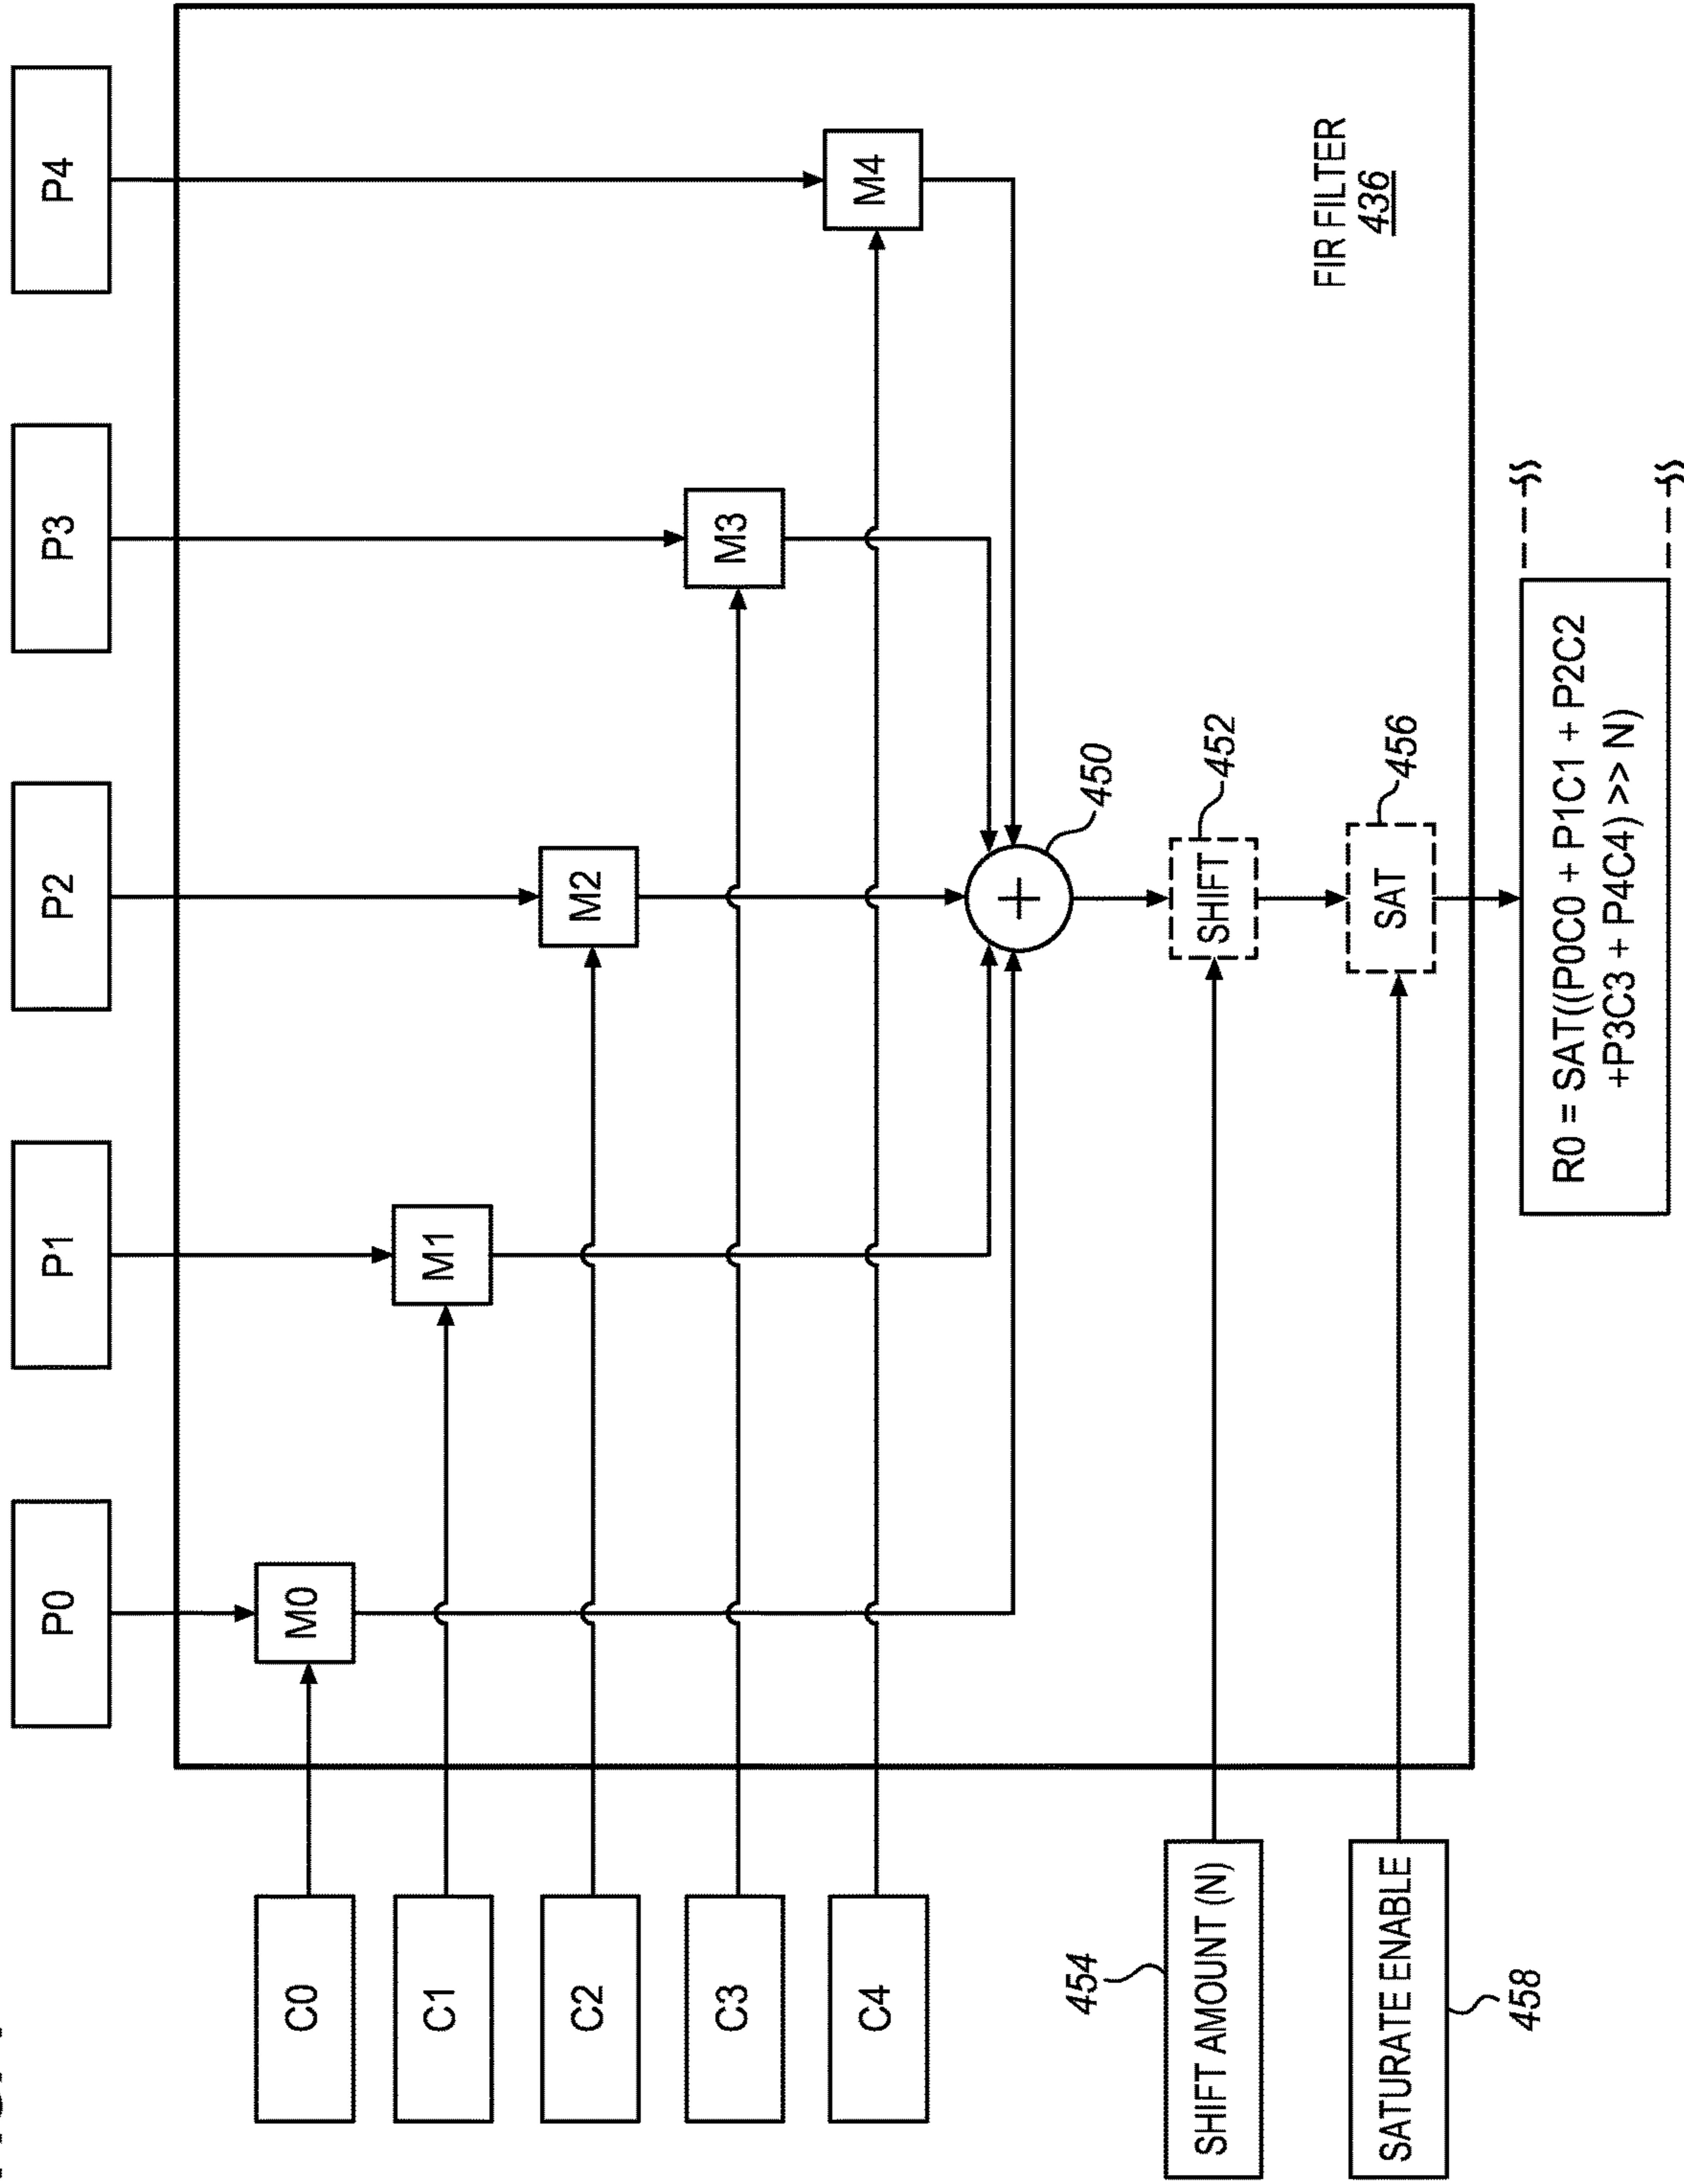 P0
P1
P2
P3
P4
C0
M0
C1
M1
C2
M2
C3
M3
C4
M4
+
450
454
SHIFT AMOUNT (N)
SHIFT
452
FIR FILTER
436
SATURATE ENABLE
SAT
456
458
R0 = SAT((P0C0 + P1C1 + P2C2
+P3C3 + P4C4) >> N)